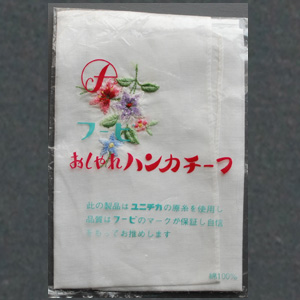 フービ
おしゃれハンカチーフ
此の製品はユニチカの原糸を使用し
品質はフービのマークが保証し自信
をもってお推めします